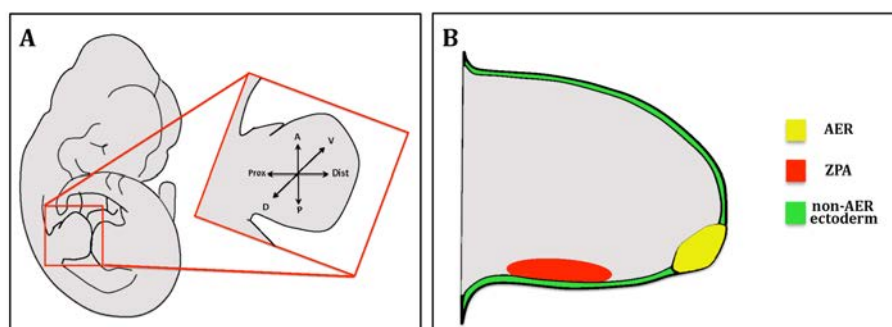 A
A
V
Prox
Dist
D
P
B
AER
ZPA
non-AER
ectoderm